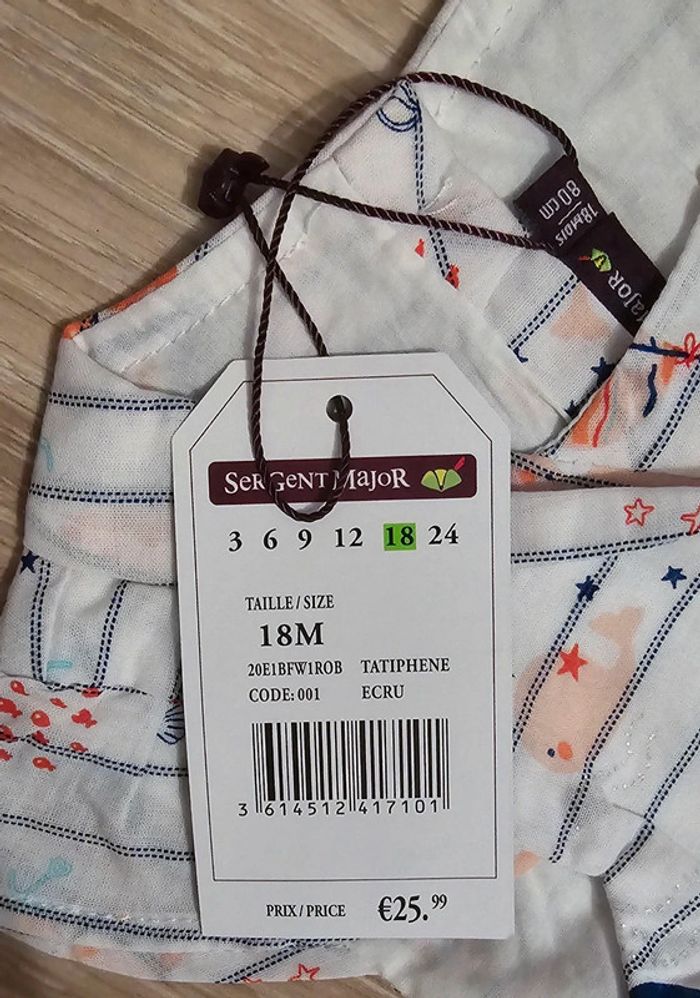 80 cm
18mois
MAJOR
SERGENT MAJOR
3 6 9 12 18 24
TAILLE / SIZE
18M
20E1BFW1ROB TATIPHENE
CODE: 001 ECRU
3 614512 417101
PRIX / PRICE €25.99